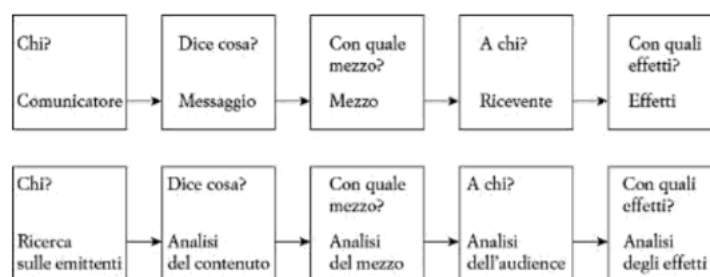 Chi?
Comunicatore
Dice cosa?
Messaggio
Con quale
mezzo?
Mezzo
A chi?
Ricevente
Con quali
effetti?
Effetti
Chi?
Ricerca
sulle emittenti
Dice cosa?
Analisi
del contenuto
Con quale
mezzo?
Analisi
del mezzo
A chi?
Analisi
dell'audience
Con quali
effetti?
Analisi
degli effetti